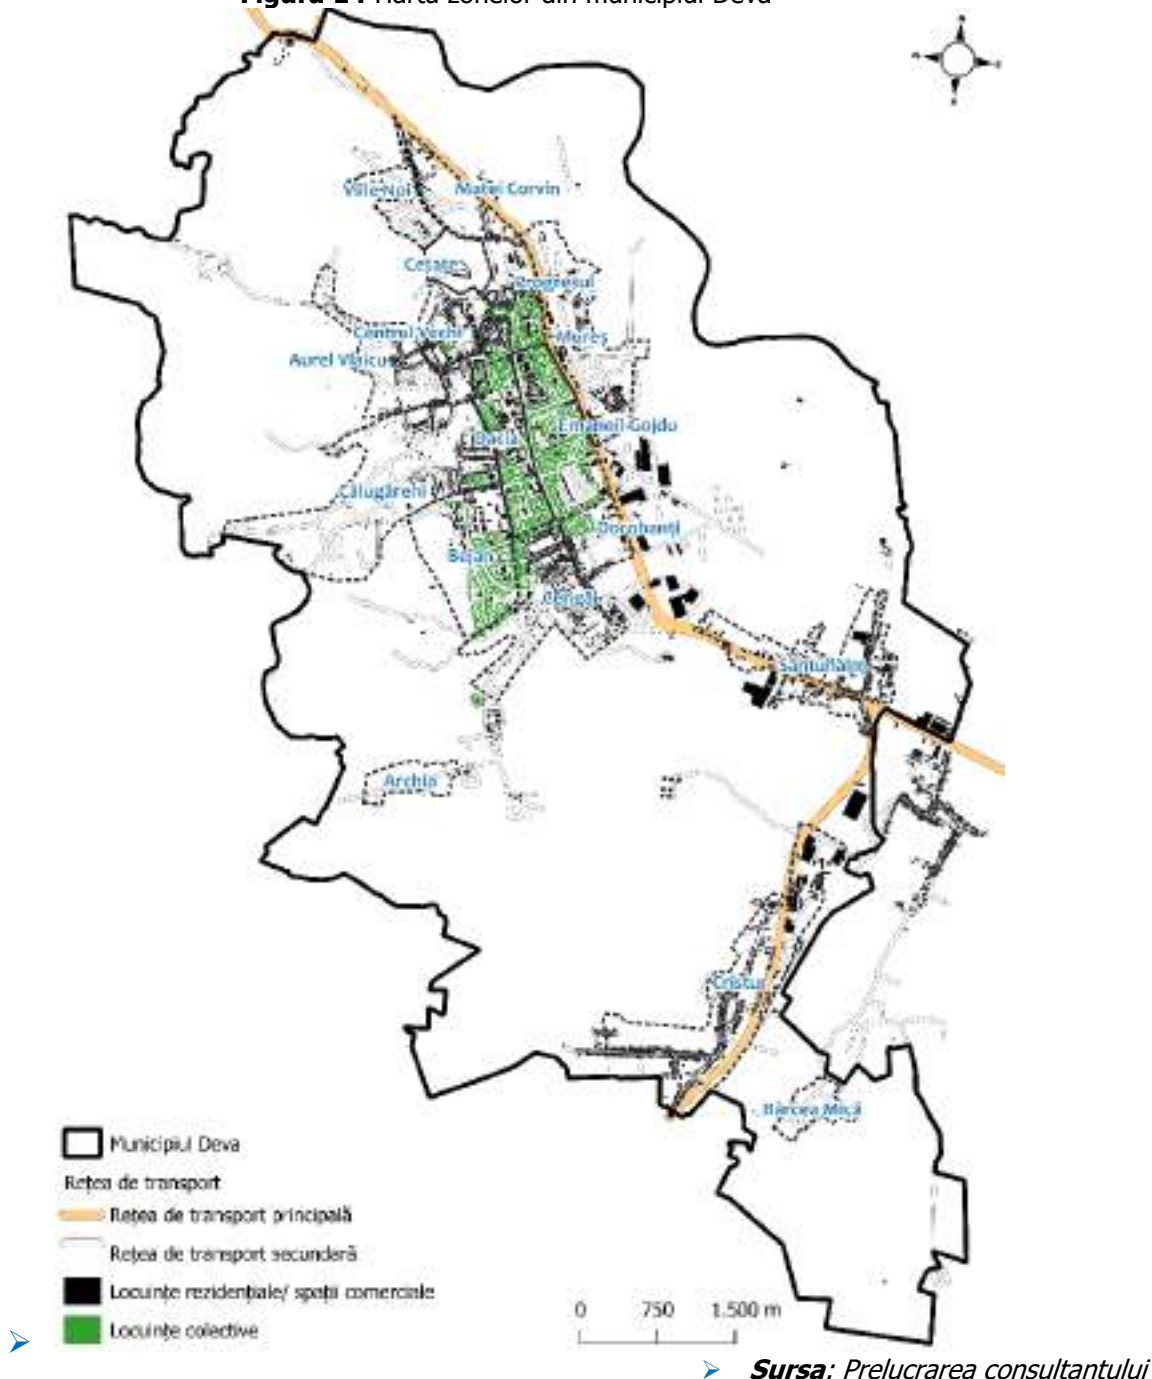 Harta zonelor din municipiul Deva
Viile Noi
Matei Corvin
Cetate
Progresul
Centrul Vechi
Mureș
Aurel Vlaicu
Emanoil Gojdu
Dacia
Călugăreni
Dorobanți
Bejan
Ceangăi
Sântuhalm
Archia
Cristur
Bârcea Mică
Municipiul Deva
Rețea de transport
Rețea de transport principală
Rețea de transport secundară
Locuințe rezidențiale/ spații comerciale
Locuințe colective
0 750 1.500 m
Sursa: Prelucrarea consultantului